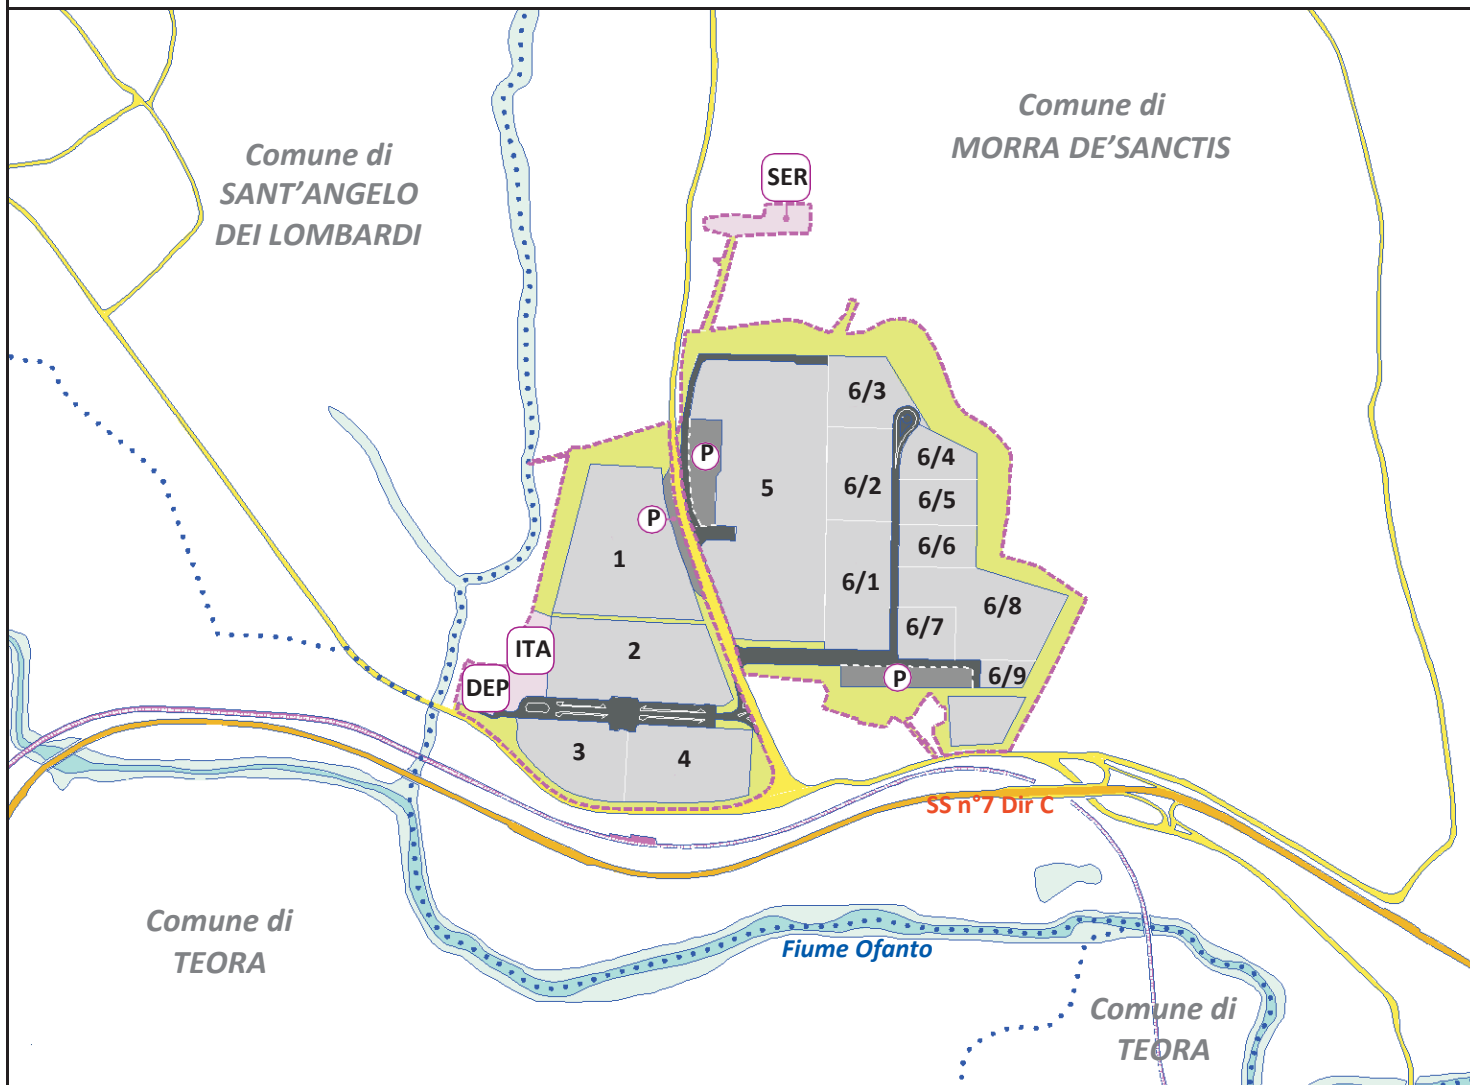 Comune di
MORRA DE’SANCTIS
Comune di
SANT’ANGELO
DEI LOMBARDI
SER
6/3
P
6/4
5
6/2
6/5
P
6/6
1
6/1
6/8
6/7
ITA
2
6/9
P
DEP
3
4
SS n°7 Dir C
Comune di
TEORA
Fiume Ofanto
Comune di
TEORA